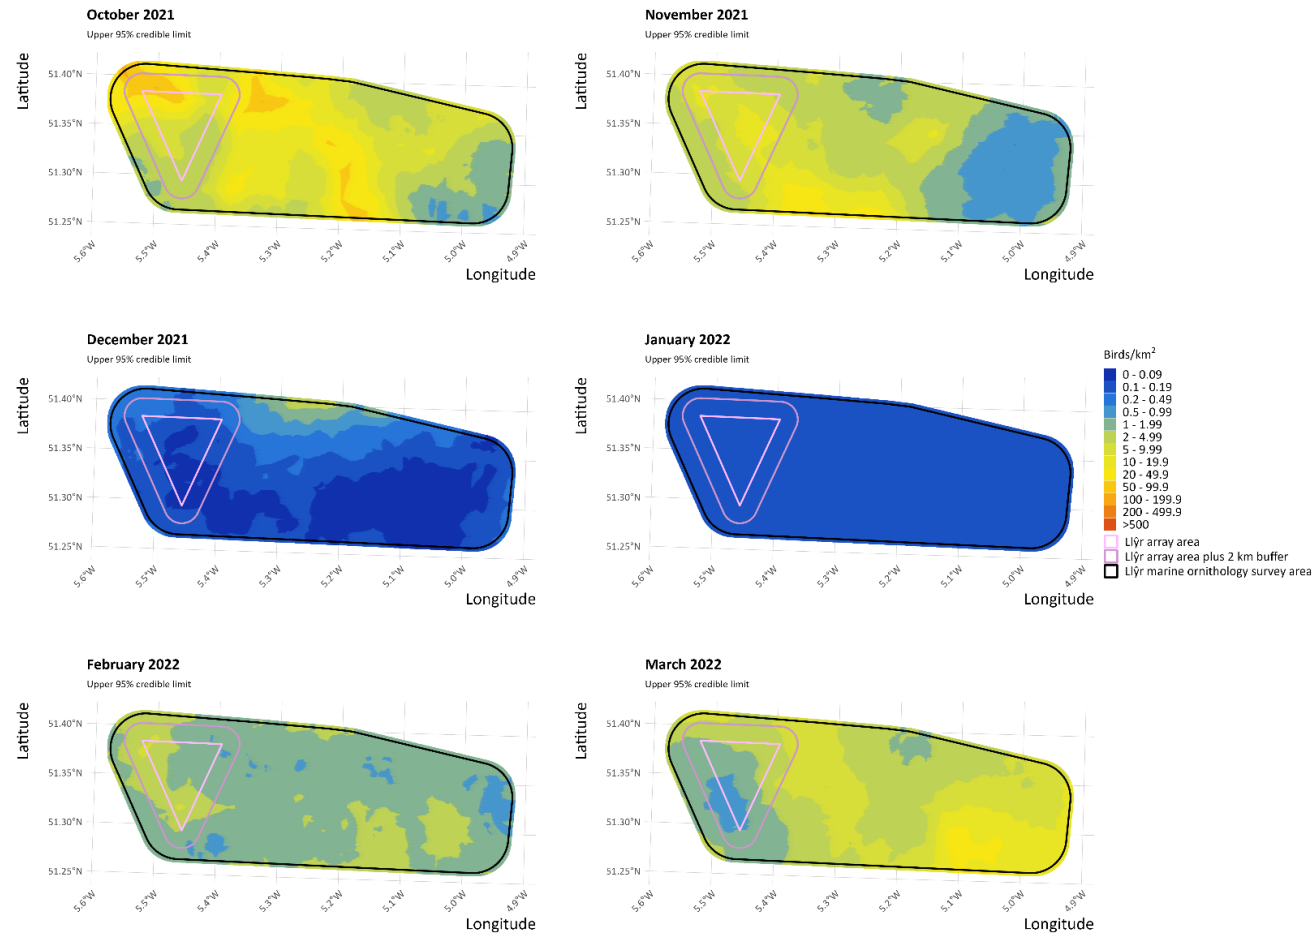 October 2021
Upper 95% credible limit
Latitude
51.40°N
51.35°N
51.30°N
51.25°N
5.6°W
5.5°W
5.4°W
5.3°W
5.2°W
5.1°W
5.0°W
4.9°W
Longitude
November 2021
Upper 95% credible limit
Latitude
51.40°N
51.35°N
51.30°N
51.25°N
5.6°W
5.5°W
5.4°W
5.3°W
5.2°W
5.1°W
5.0°W
4.9°W
Longitude
December 2021
Upper 95% credible limit
Latitude
51.40°N
51.35°N
51.30°N
51.25°N
5.6°W
5.5°W
5.4°W
5.3°W
5.2°W
5.1°W
5.0°W
4.9°W
Longitude
January 2022
Upper 95% credible limit
Latitude
51.40°N
51.35°N
51.30°N
51.25°N
5.6°W
5.5°W
5.4°W
5.3°W
5.2°W
5.1°W
5.0°W
4.9°W
Longitude
Birds/km²
0 - 0.09
0.1 - 0.19
0.2 - 0.49
0.5 - 0.99
1 - 1.99
2 - 4.99
5 - 9.99
10 - 19.9
20 - 49.9
50 - 99.9
100 - 199.9
200 - 499.9
>500
Llŷr array area
Llŷr array area plus 2 km buffer
Llŷr marine ornithology survey area
February 2022
Upper 95% credible limit
Latitude
51.40°N
51.35°N
51.30°N
51.25°N
5.6°W
5.5°W
5.4°W
5.3°W
5.2°W
5.1°W
5.0°W
4.9°W
Longitude
March 2022
Upper 95% credible limit
Latitude
51.40°N
51.35°N
51.30°N
51.25°N
5.6°W
5.5°W
5.4°W
5.3°W
5.2°W
5.1°W
5.0°W
4.9°W
Longitude